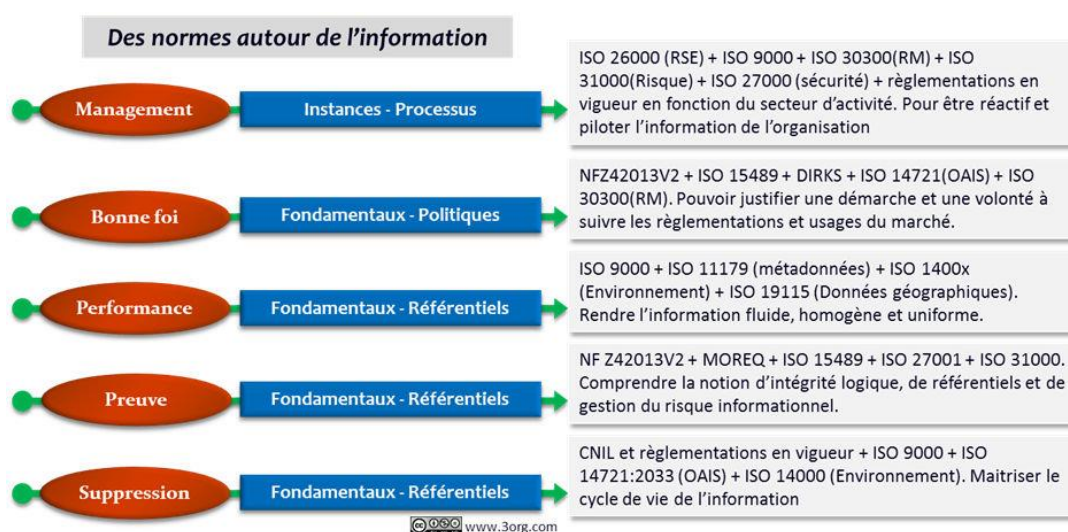 Des normes autour de l'information
Management
Instances - Processus
ISO 26000 (RSE) + ISO 9000 + ISO 30300(RM) + ISO
31000(Risque) + ISO 27000 (sécurité) + règlementations en
vigueur en fonction du secteur d'activité. Pour être réactif et
piloter l'information de l'organisation
Bonne foi
Fondamentaux - Politiques
NFZ42013V2 + ISO 15489 + DIRKS + ISO 14721(OAIS) + ISO
30300(RM). Pouvoir justifier une démarche et une volonté à
suivre les règlementations et usages du marché.
Performance
Fondamentaux - Référentiels
ISO 9000 + ISO 11179 (métadonnées) + ISO 1400x
(Environnement) + ISO 19115 (Données géographiques).
Rendre l'information fluide, homogène et uniforme.
Preuve
Fondamentaux - Référentiels
NF Z42013V2 + MOREQ + ISO 15489 + ISO 27001 + ISO 31000.
Comprendre la notion d'intégrité logique, de référentiels et de
gestion du risque informationnel.
Suppression
Fondamentaux - Référentiels
CNIL et règlementations en vigueur + ISO 9000 + ISO
14721:2033 (OAIS) + ISO 14000 (Environnement). Maitriser le
cycle de vie de l'information
www.3org.com